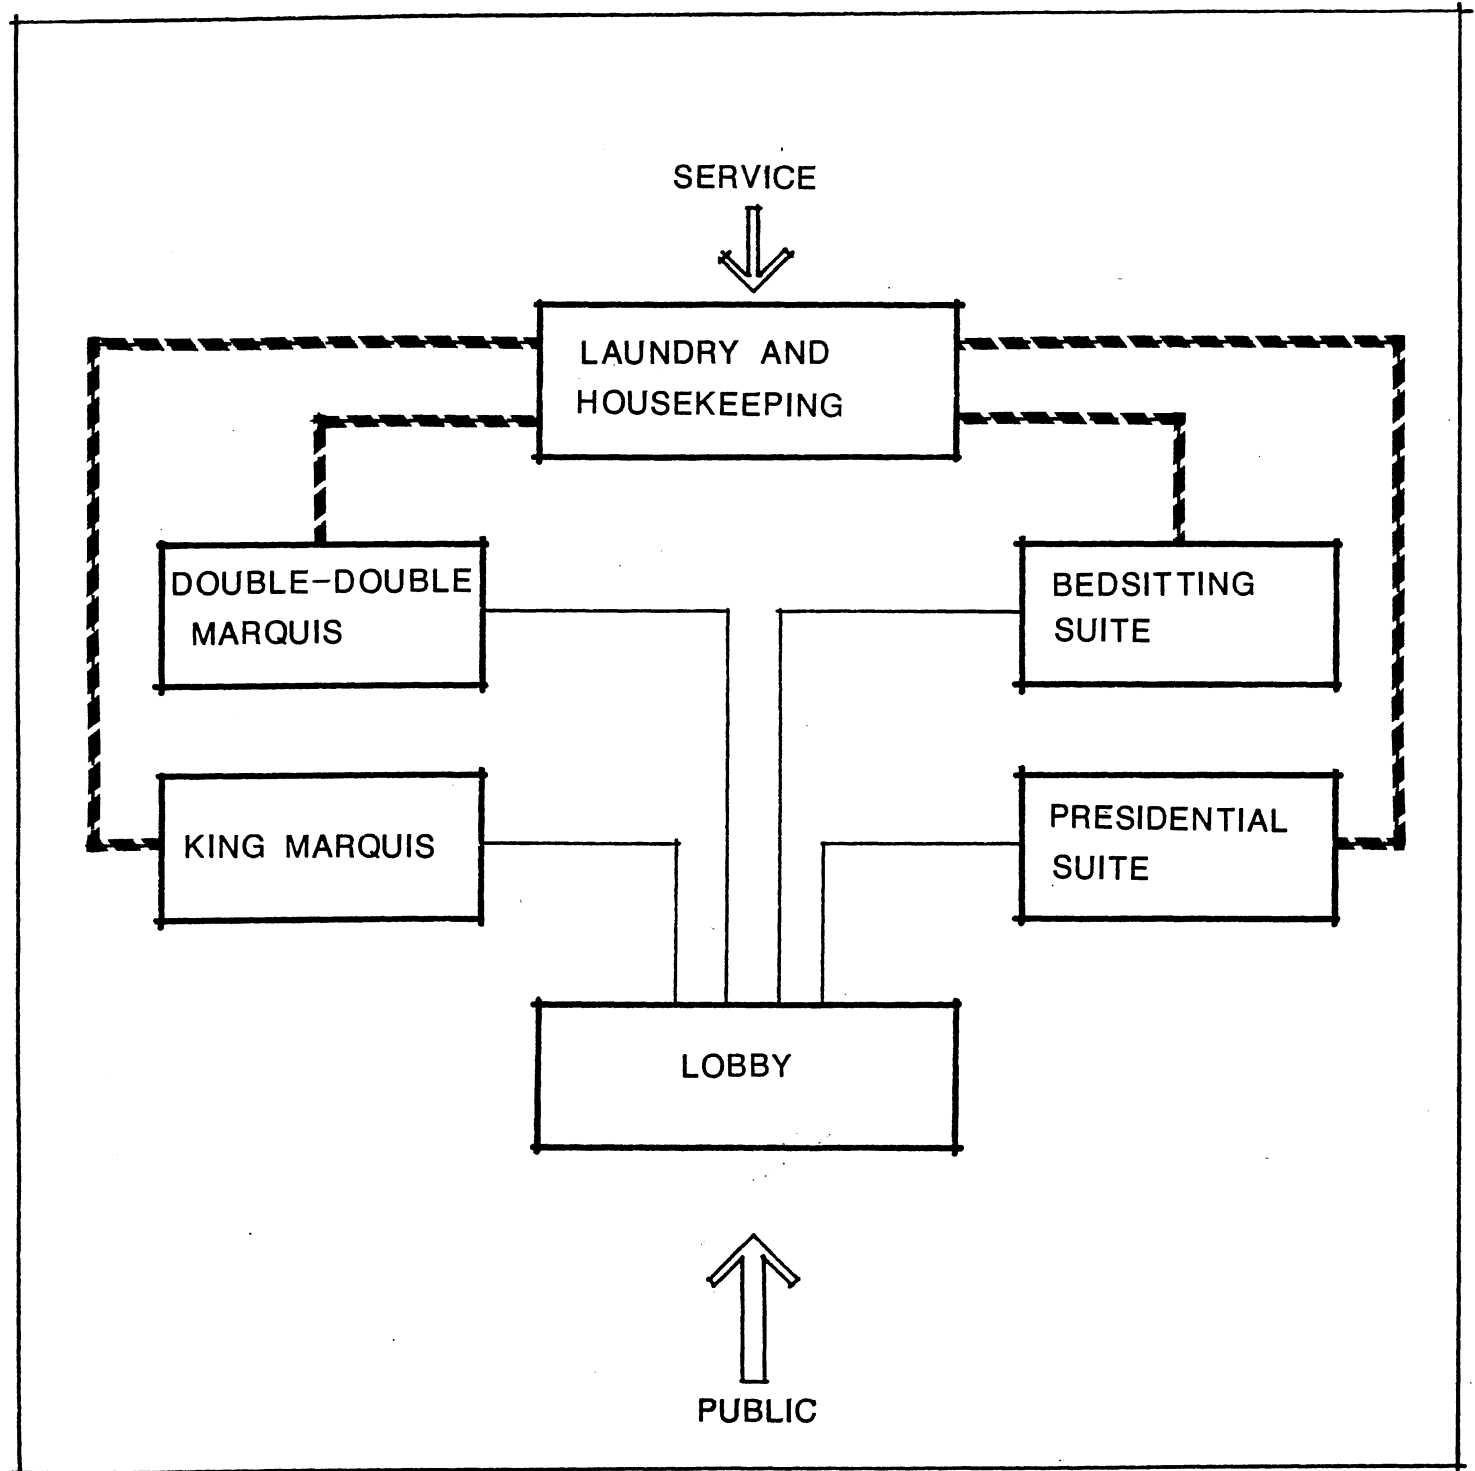 SERVICE
LAUNDRY AND
HOUSEKEEPING
DOUBLE-DOUBLE
MARQUIS
BEDSITTING
SUITE
KING MARQUIS
PRESIDENTIAL
SUITE
LOBBY
PUBLIC